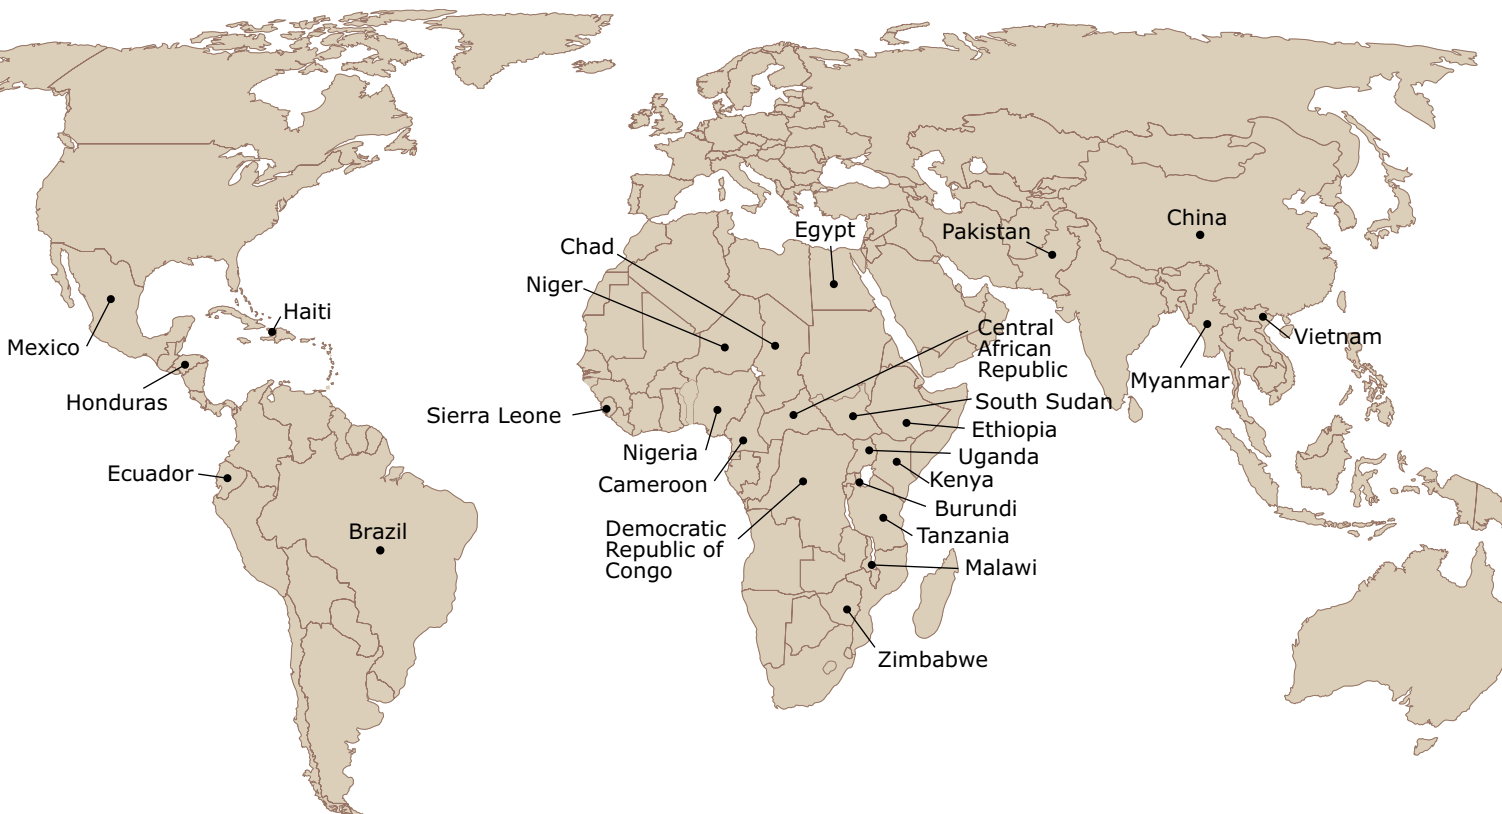 China
Egypt
Pakistan
Chad
Niger
Haiti
Central
African
Republic
Vietnam
Mexico
Myanmar
Honduras
South Sudan
Sierra Leone
Ethiopia
Nigeria
Uganda
Ecuador
Kenya
Cameroon
Burundi
Democratic
Republic of
Congo
Brazil
Tanzania
Malawi
Zimbabwe